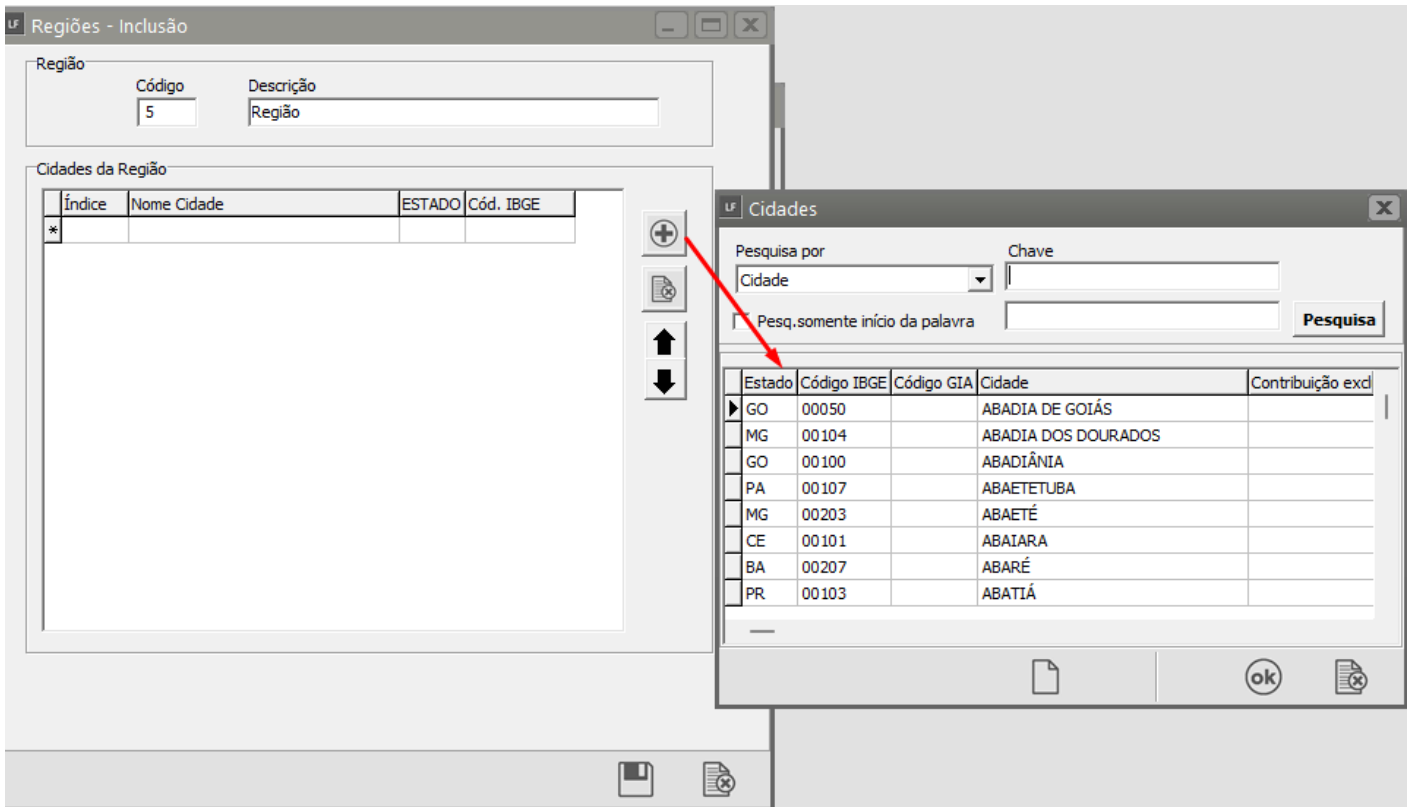 LF Regiões - Inclusão
Região
Código Descrição
5 Região
Cidades da Região
Índice Nome Cidade ESTADO Cód. IBGE
*
LF Cidades
Pesquisa por Chave
Cidade
Pesq.somente início da palavra Pesquisa
Estado Código IBGE Código GIA Cidade Contribuição excl
GO 00050 ABADIA DE GOIÁS
MG 00104 ABADIA DOS DOURADOS
GO 00100 ABADIÂNIA
PA 00107 ABAETETUBA
MG 00203 ABAETÉ
CE 00101 ABAIARA
BA 00207 ABARÉ
PR 00103 ABATIÁ
ok